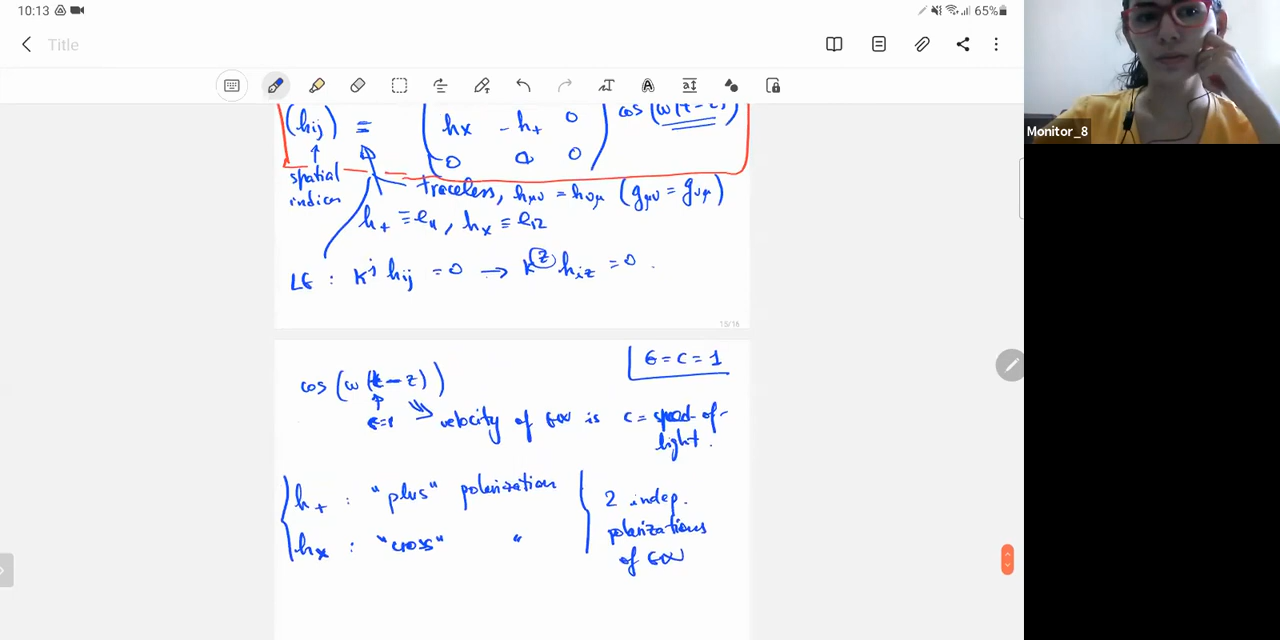 10:13 65%
Title
(hij) = ( hx - h+ 0 ) cos (w(t-z))
0 0 0
spatial indices
traceless, hμν = hνμ (gμν = gνμ)
h+ ≡ e11, hx ≡ e12
LG : K^j hij = 0 → K^z hiz = 0.
15/16
G = C = 1
cos (ω(t - z))
c=1
velocity of GW is c = speed-of-light.
h+ : "plus" polarization
hx : "cross" "
2 indep. polarizations of GW
Monitor_8